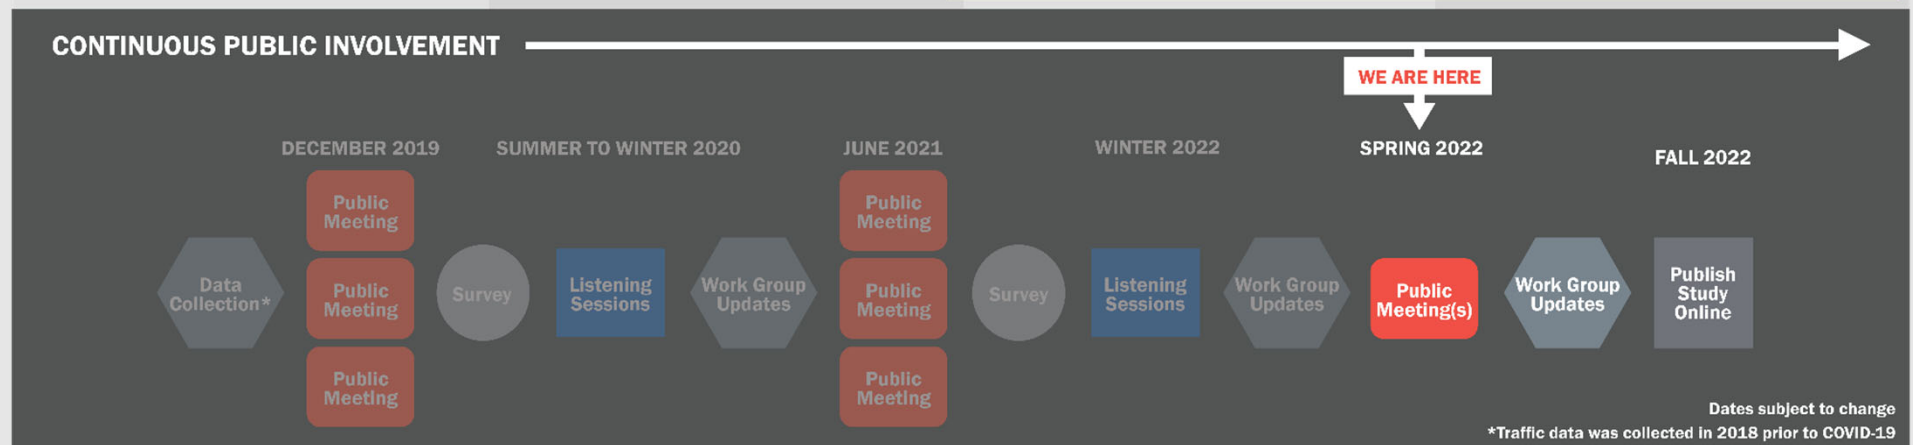 CONTINUOUS PUBLIC INVOLVEMENT
WE ARE HERE
DECEMBER 2019
SUMMER TO WINTER 2020
JUNE 2021
WINTER 2022
SPRING 2022
FALL 2022
Data
Collection*
Public
Meeting
Public
Meeting
Public
Meeting
Survey
Listening
Sessions
Work Group
Updates
Public
Meeting
Public
Meeting
Public
Meeting
Survey
Listening
Sessions
Work Group
Updates
Public
Meeting(s)
Work Group
Updates
Publish
Study
Online
Dates subject to change
*Traffic data was collected in 2018 prior to COVID-19